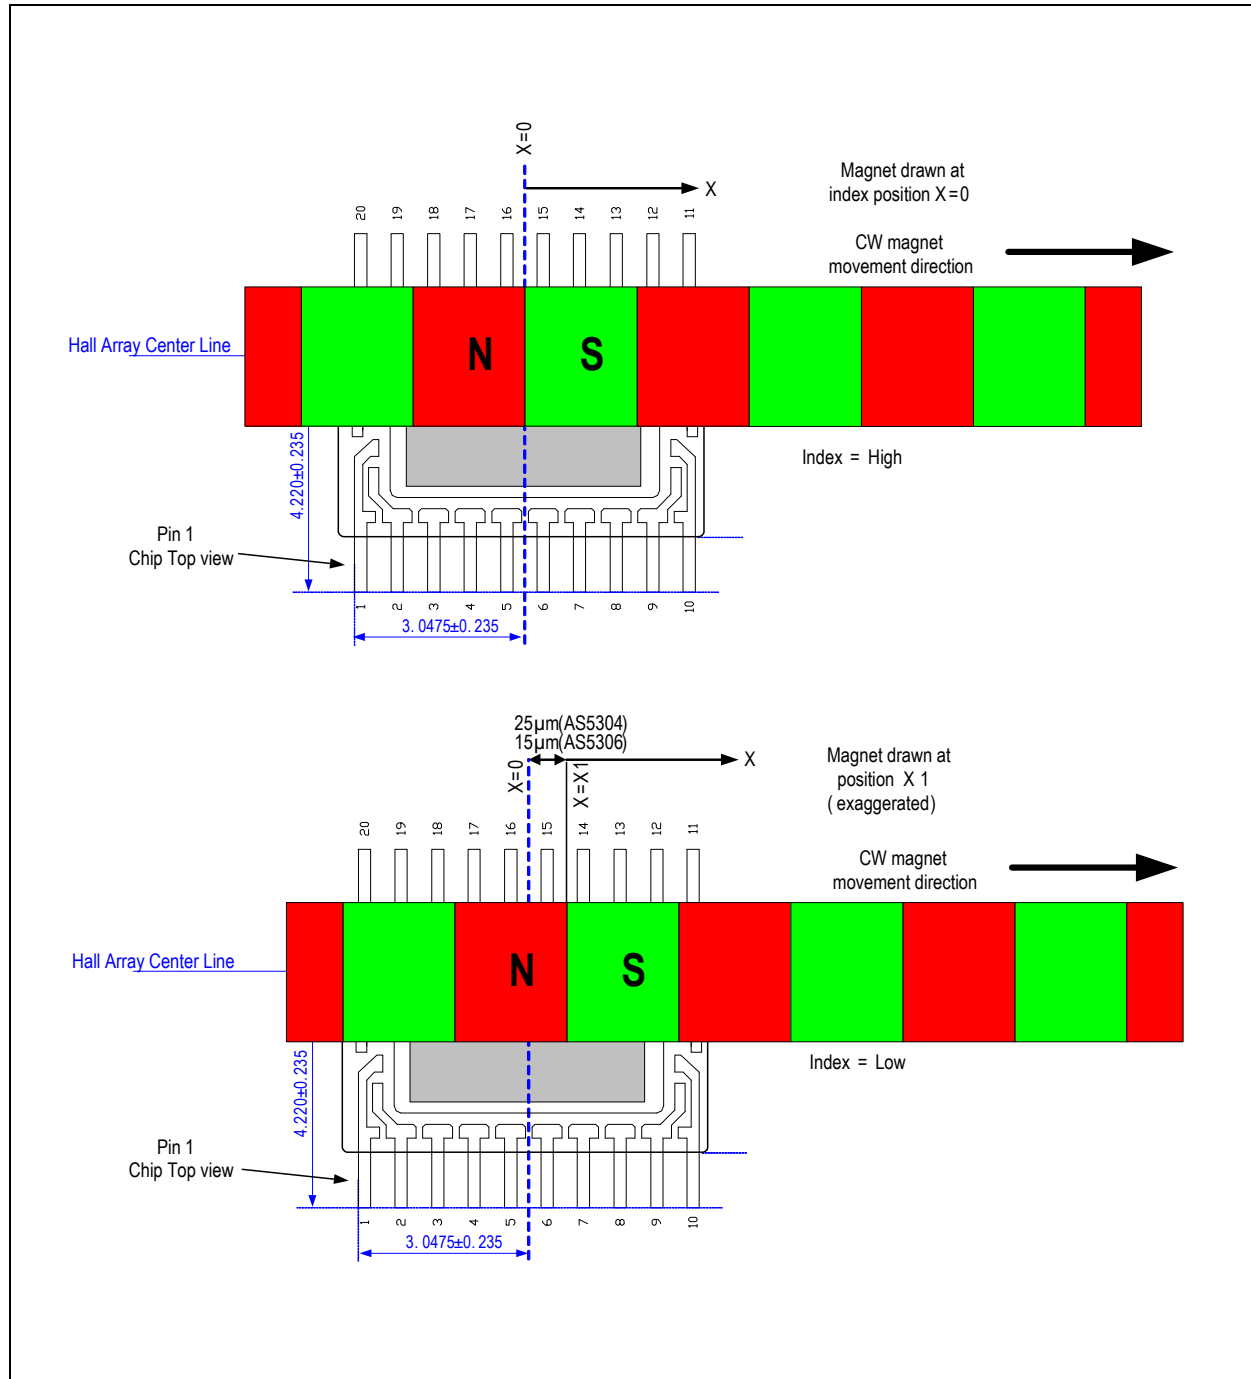 X=0
X
Magnet drawn at
index position X=0
20 19 18 17 16 15 14 13 12 11
CW magnet
movement direction
Hall Array Center Line
N S
4.220±0.235
Index = High
Pin 1
Chip Top view
1 2 3 4 5 6 7 8 9 10
3.0475±0.235
25µm(AS5304)
15µm(AS5306)
X=0
X=X1
X
Magnet drawn at
position X 1
(exaggerated)
20 19 18 17 16 15 14 13 12 11
CW magnet
movement direction
Hall Array Center Line
N S
4.220±0.235
Index = Low
Pin 1
Chip Top view
1 2 3 4 5 6 7 8 9 10
3.0475±0.235